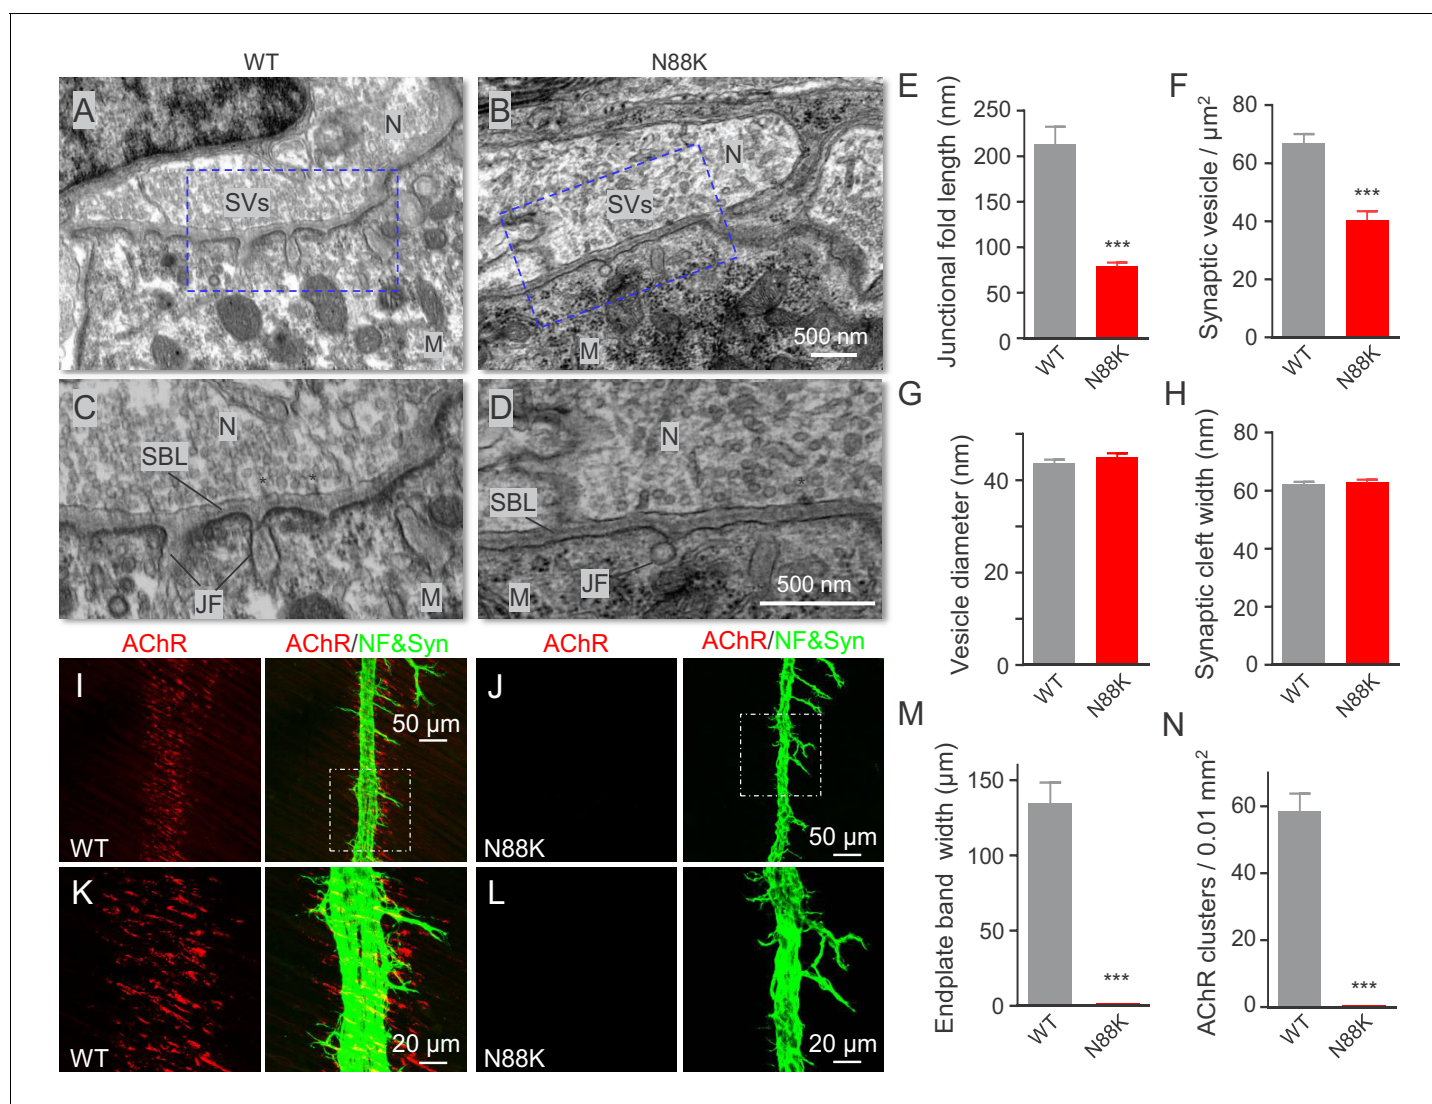 WT
N88K
A
N
SVs
M
B
N
SVs
M
500 nm
C
N
SBL
*
*
JF
M
D
N
SBL
*
JF
M
500 nm
E
Junctional fold length (nm)
250
200
150
100
50
0
***
WT
N88K
F
Synaptic vesicle / µm²
80
60
40
20
0
***
WT
N88K
G
Vesicle diameter (nm)
40
20
0
WT
N88K
H
Synaptic cleft width (nm)
80
60
40
20
0
WT
N88K
AChR
AChR/NF&Syn
AChR
AChR/NF&Syn
I
WT
50 µm
J
N88K
50 µm
K
WT
20 µm
L
N88K
20 µm
M
Endplate band width (µm)
150
100
50
0
***
WT
N88K
N
AChR clusters / 0.01 mm²
60
40
20
0
***
WT
N88K